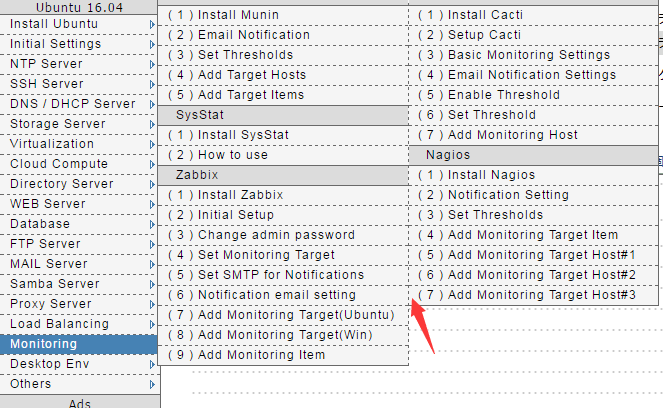 Ubuntu 16.04
Install Ubuntu
Initial Settings
NTP Server
SSH Server
DNS / DHCP Server
Storage Server
Virtualization
Cloud Compute
Directory Server
WEB Server
Database
FTP Server
MAIL Server
Samba Server
Proxy Server
Load Balancing
Monitoring
Desktop Env
Others
Ads
( 1 ) Install Munin
( 2 ) Email Notification
( 3 ) Set Thresholds
( 4 ) Add Target Hosts
( 5 ) Add Target Items
SysStat
( 1 ) Install SysStat
( 2 ) How to use
Zabbix
( 1 ) Install Zabbix
( 2 ) Initial Setup
( 3 ) Change admin password
( 4 ) Set Monitoring Target
( 5 ) Set SMTP for Notifications
( 6 ) Notification email setting
( 7 ) Add Monitoring Target(Ubuntu)
( 8 ) Add Monitoring Target(Win)
( 9 ) Add Monitoring Item
( 1 ) Install Cacti
( 2 ) Setup Cacti
( 3 ) Basic Monitoring Settings
( 4 ) Email Notification Settings
( 5 ) Enable Threshold
( 6 ) Set Threshold
( 7 ) Add Monitoring Host
Nagios
( 1 ) Install Nagios
( 2 ) Notification Setting
( 3 ) Set Thresholds
( 4 ) Add Monitoring Target Item
( 5 ) Add Monitoring Target Host#1
( 6 ) Add Monitoring Target Host#2
( 7 ) Add Monitoring Target Host#3